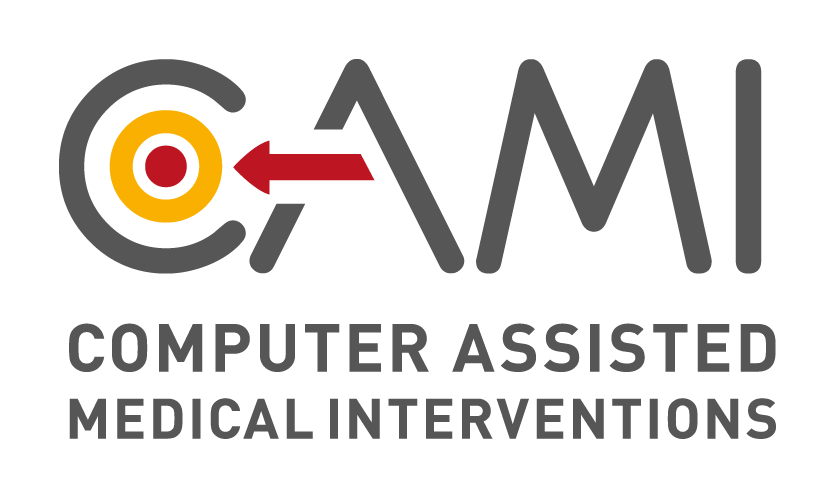 CAMI
COMPUTER ASSISTED
MEDICAL INTERVENTIONS